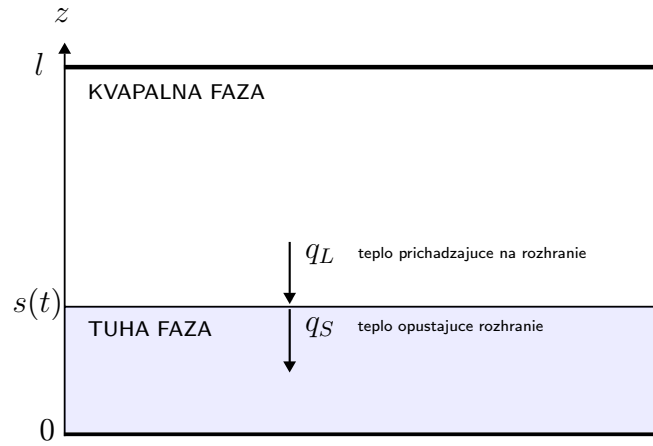 z
l
KVAPALNA FAZA
q_L teplo prichadzajuce na rozhranie
s(t)
TUHA FAZA
q_S teplo opustajuce rozhranie
0